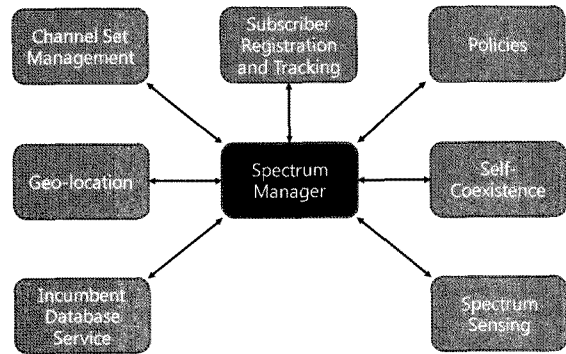 Channel Set
Management
Subscriber
Registration
and Tracking
Policies
Geo-location
Spectrum
Manager
Self-
Coexistence
Incumbent
Database
Service
Spectrum
Sensing